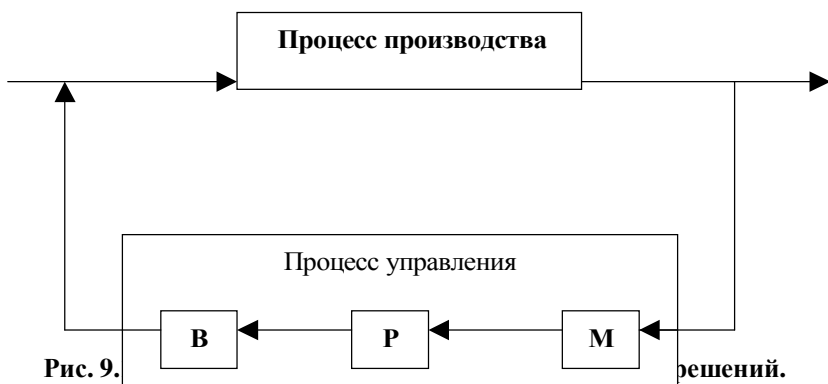 Процесс производства
Процесс управления
В Р М
Рис. 9. решений.